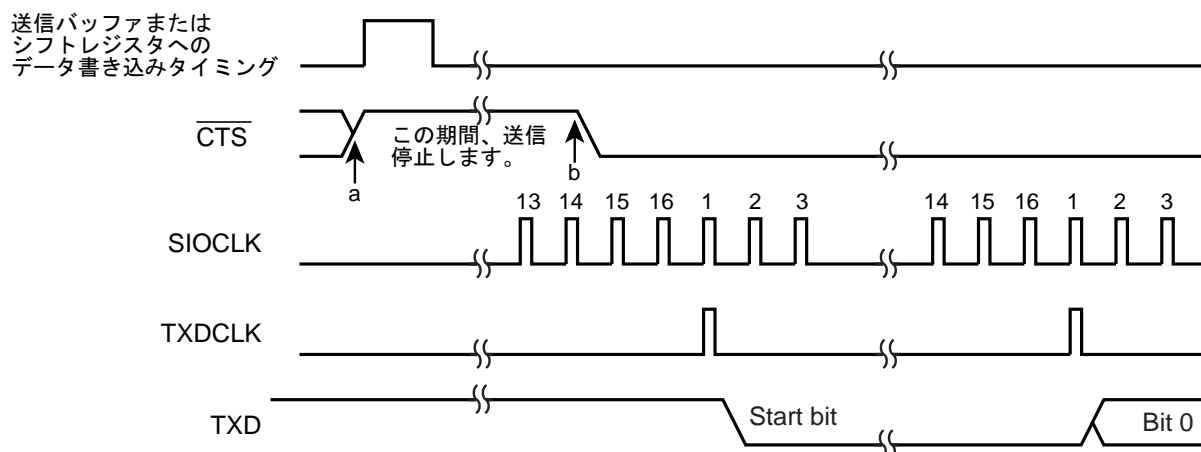 送信バッファまたは
シフトレジスタへの
データ書き込みタイミング
CTS
この期間、送信
停止します。
a
b
13 14 15 16 1 2 3 14 15 16 1 2 3
SIOCLK
TXDCLK
TXD
Start bit
Bit 0